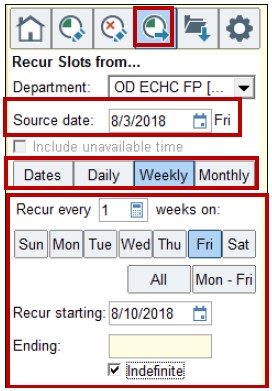 Recur Slots from...
Department: OD ECHC FP [...
Source date: 8/3/2018 Fri
Include unavailable time
Dates Daily Weekly Monthly
Recur every 1 weeks on:
Sun Mon Tue Wed Thu Fri Sat
All Mon - Fri
Recur starting: 8/10/2018
Ending:
Indefinite